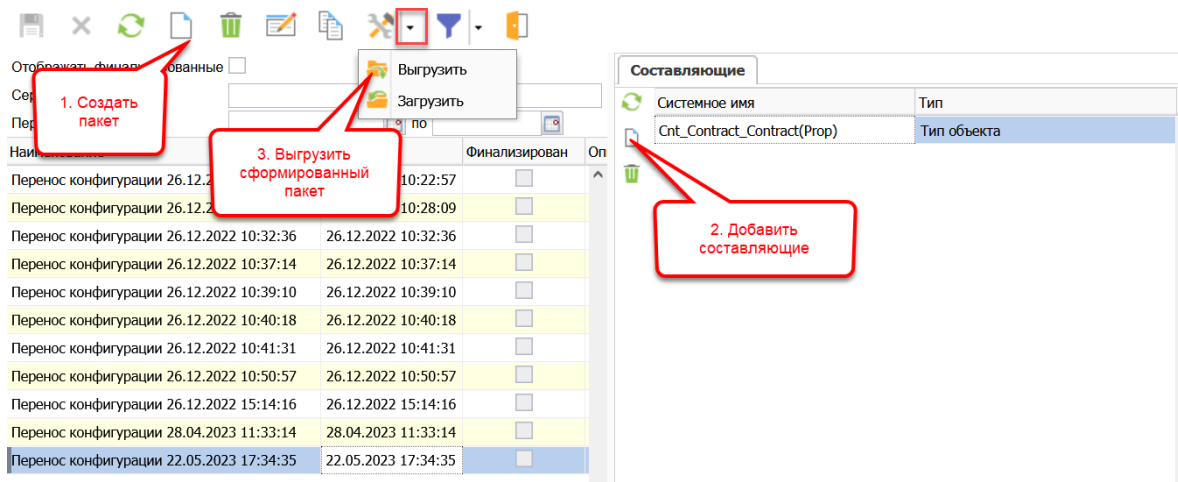 Отображать финализированные
Выгрузить
Загрузить
по
1. Создать
пакет
3. Выгрузить
сформированный
пакет
Финализирован
Перенос конфигурации 26.12.2
10:22:57
Перенос конфигурации 26.12.2
10:28:09
Перенос конфигурации 26.12.2022 10:32:36 26.12.2022 10:32:36
Перенос конфигурации 26.12.2022 10:37:14 26.12.2022 10:37:14
Перенос конфигурации 26.12.2022 10:39:10 26.12.2022 10:39:10
Перенос конфигурации 26.12.2022 10:40:18 26.12.2022 10:40:18
Перенос конфигурации 26.12.2022 10:41:31 26.12.2022 10:41:31
Перенос конфигурации 26.12.2022 10:50:57 26.12.2022 10:50:57
Перенос конфигурации 26.12.2022 15:14:16 26.12.2022 15:14:16
Перенос конфигурации 28.04.2023 11:33:14 28.04.2023 11:33:14
Перенос конфигурации 22.05.2023 17:34:35 22.05.2023 17:34:35
Составляющие
Системное имя Тип
Cnt_Contract_Contract(Prop) Тип объекта
2. Добавить
составляющие